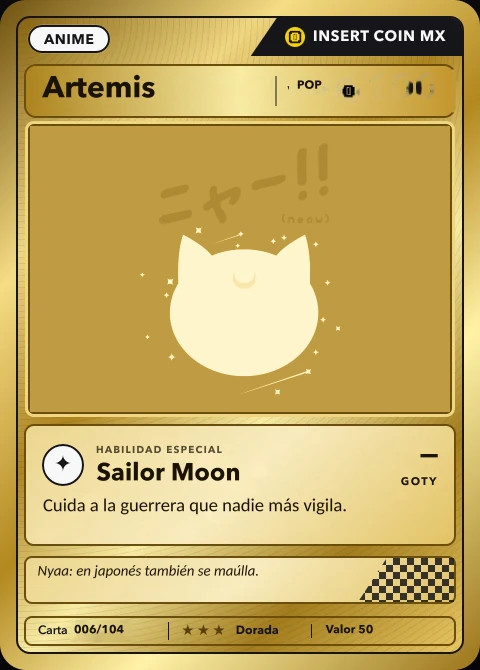 ANIME
INSERT COIN MX
Artemis
POP
ニャー!!
(meow)
HABILIDAD ESPECIAL
Sailor Moon
—
GOTY
Cuida a la guerrera que nadie más vigila.
Nyaa: en japonés también se maúlla.
Carta 006/104
★★★ Dorada
Valor 50